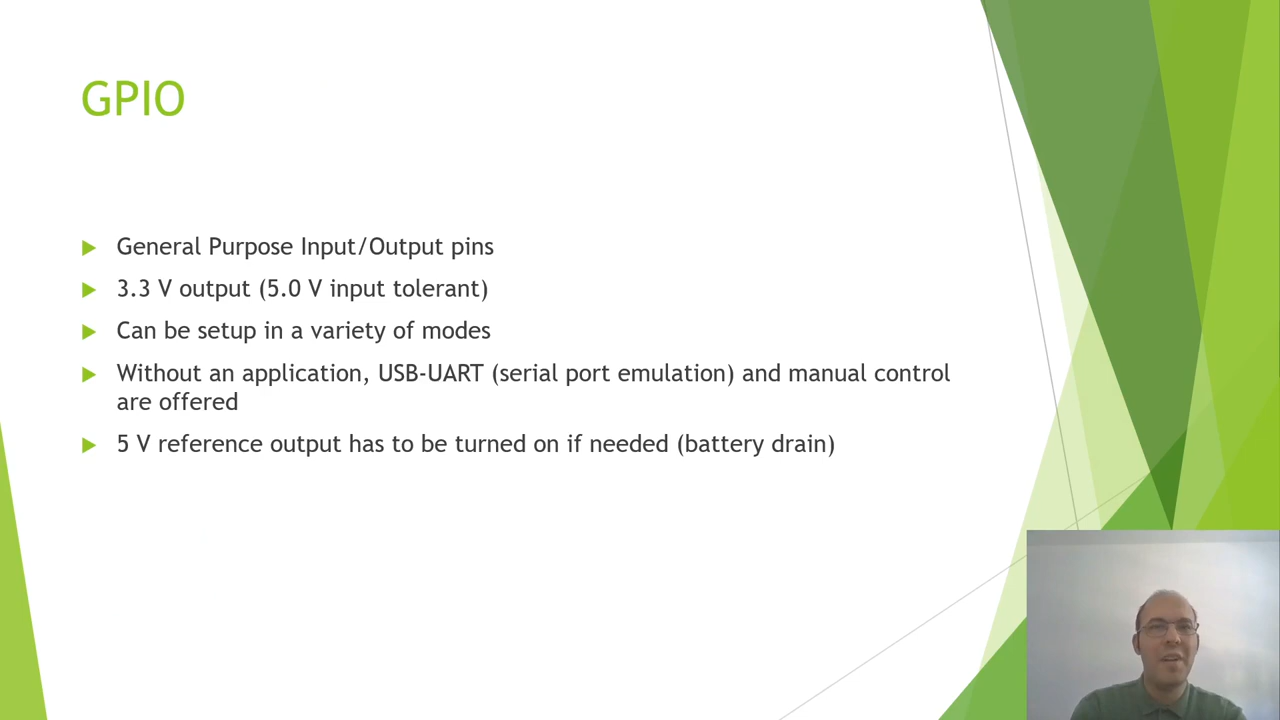 GPIO
General Purpose Input/Output pins
3.3 V output (5.0 V input tolerant)
Can be setup in a variety of modes
Without an application, USB-UART (serial port emulation) and manual control
are offered
5 V reference output has to be turned on if needed (battery drain)